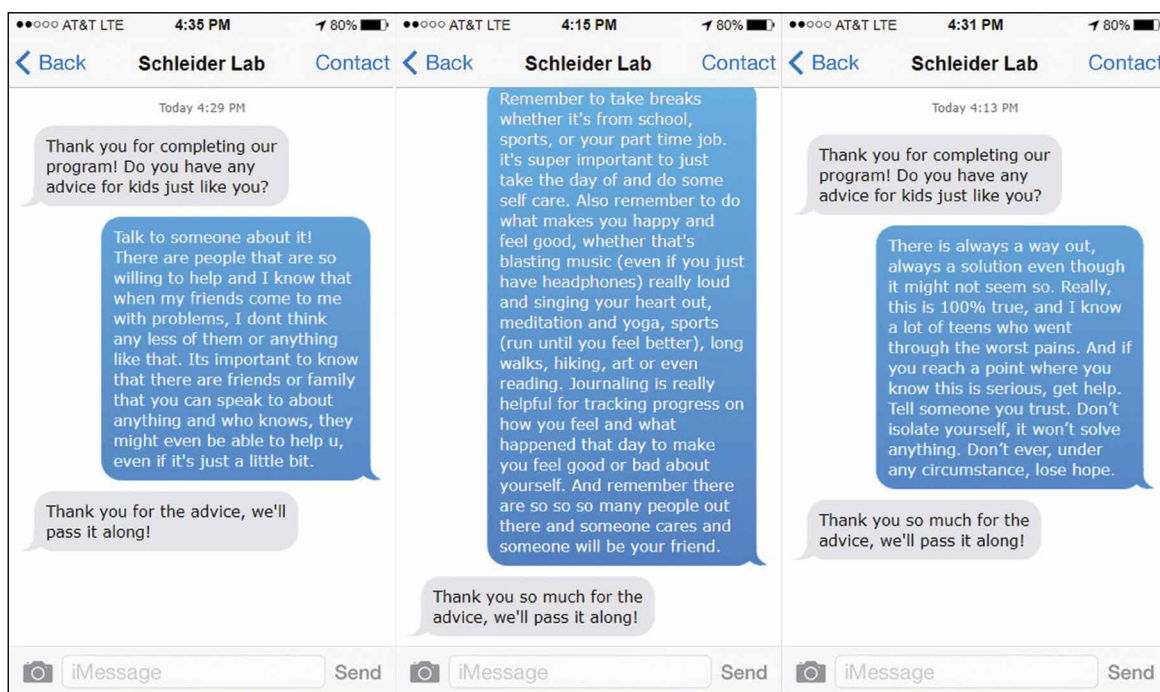 AT&T LTE 4:35 PM 80%
Back Schleider Lab Contact
Today 4:29 PM
Thank you for completing our
program! Do you have any
advice for kids just like you?
Talk to someone about it!
There are people that are so
willing to help and I know that
when my friends come to me
with problems, I dont think
any less of them or anything
like that. Its important to know
that there are friends or family
that you can speak to about
anything and who knows, they
might even be able to help u,
even if it's just a little bit.
Thank you for the advice, we'll
pass it along!
iMessage Send
AT&T LTE 4:15 PM 80%
Back Schleider Lab Contact
Remember to take breaks
whether it's from school,
sports, or your part time job.
it's super important to just
take the day of and do some
self care. Also remember to do
what makes you happy and
feel good, whether that's
blasting music (even if you just
have headphones) really loud
and singing your heart out,
meditation and yoga, sports
(run until you feel better), long
walks, hiking, art or even
reading. Journaling is really
helpful for tracking progress on
how you feel and what
happened that day to make
you feel good or bad about
yourself. And remember there
are so so so many people out
there and someone cares and
someone will be your friend.
Thank you so much for the
advice, we'll pass it along!
iMessage Send
AT&T LTE 4:31 PM 80%
Back Schleider Lab Contact
Today 4:13 PM
Thank you for completing our
program! Do you have any
advice for kids just like you?
There is always a way out,
always a solution even though
it might not seem so. Really,
this is 100% true, and I know
a lot of teens who went
through the worst pains. And if
you reach a point where you
know this is serious, get help.
Tell someone you trust. Don't
isolate yourself, it won't solve
anything. Don't ever, under
any circumstance, lose hope.
Thank you so much for the
advice, we'll pass it along!
iMessage Send